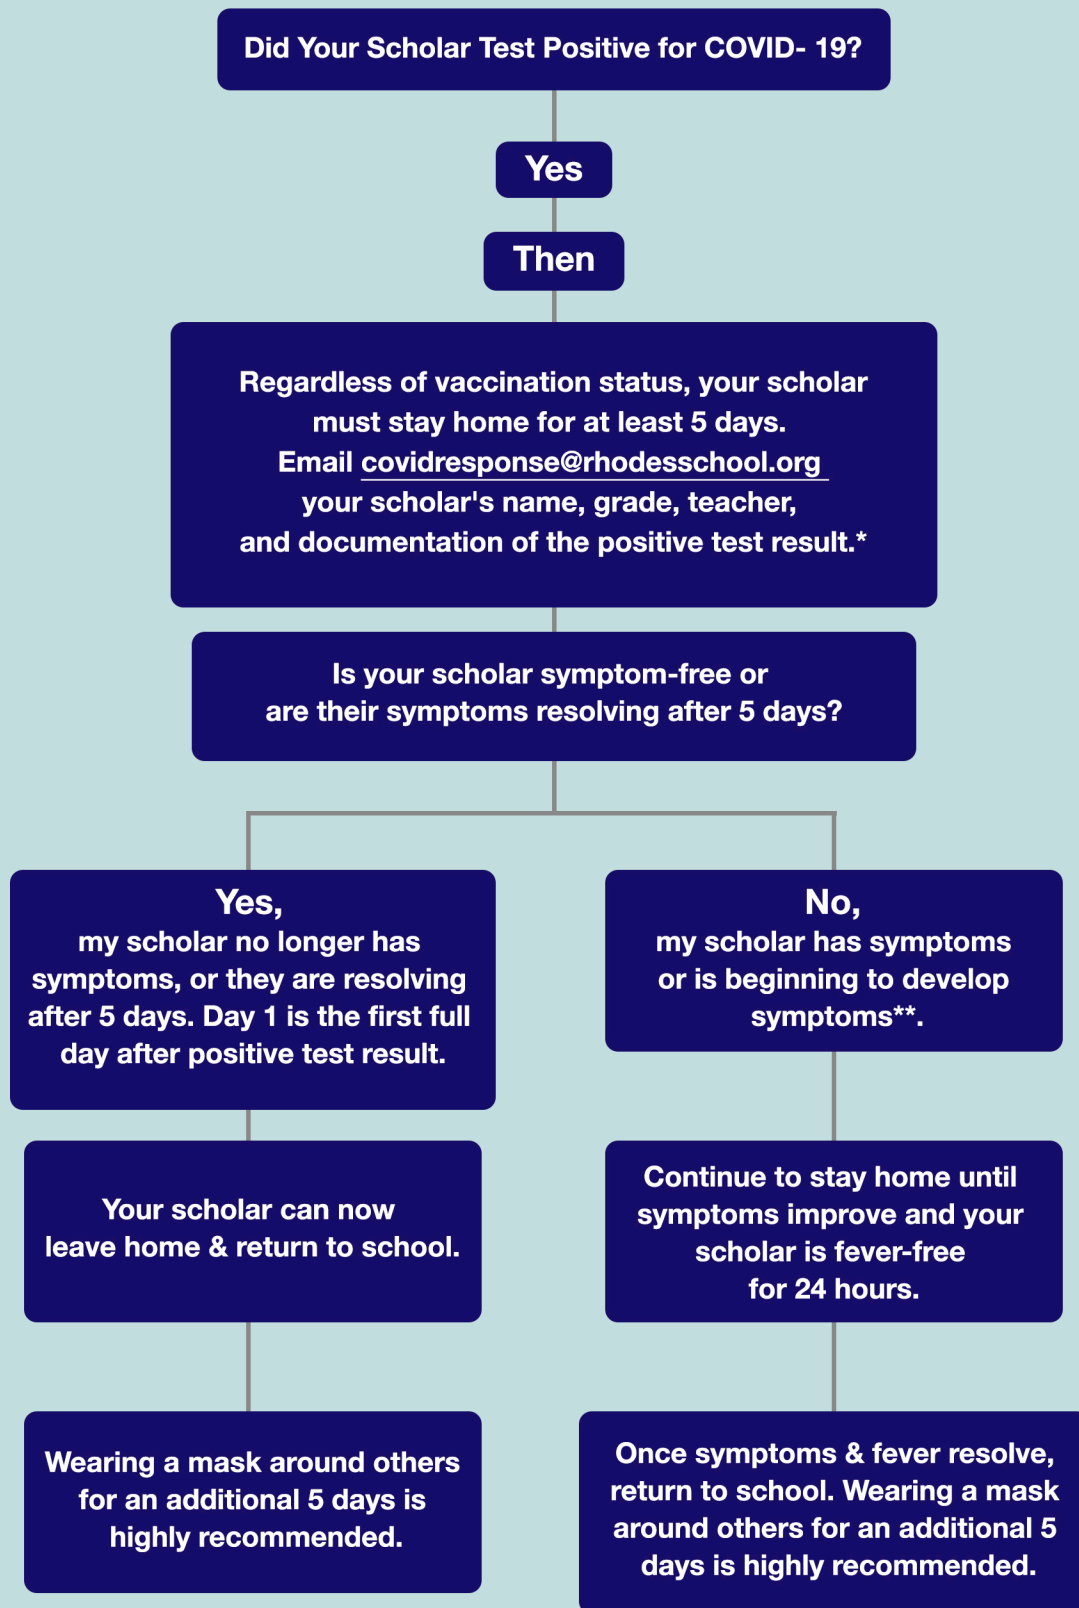 Did Your Scholar Test Positive for COVID- 19?
Yes
Then
Regardless of vaccination status, your scholar
must stay home for at least 5 days.
Email covidresponse@rhodesschool.org
your scholar's name, grade, teacher,
and documentation of the positive test result.*
Is your scholar symptom-free or
are their symptoms resolving after 5 days?
Yes,
my scholar no longer has
symptoms, or they are resolving
after 5 days. Day 1 is the first full
day after positive test result.
Your scholar can now
leave home & return to school.
Wearing a mask around others
for an additional 5 days is
highly recommended.
No,
my scholar has symptoms
or is beginning to develop
symptoms**.
Continue to stay home until
symptoms improve and your
scholar is fever-free
for 24 hours.
Once symptoms & fever resolve,
return to school. Wearing a mask
around others for an additional 5
days is highly recommended.